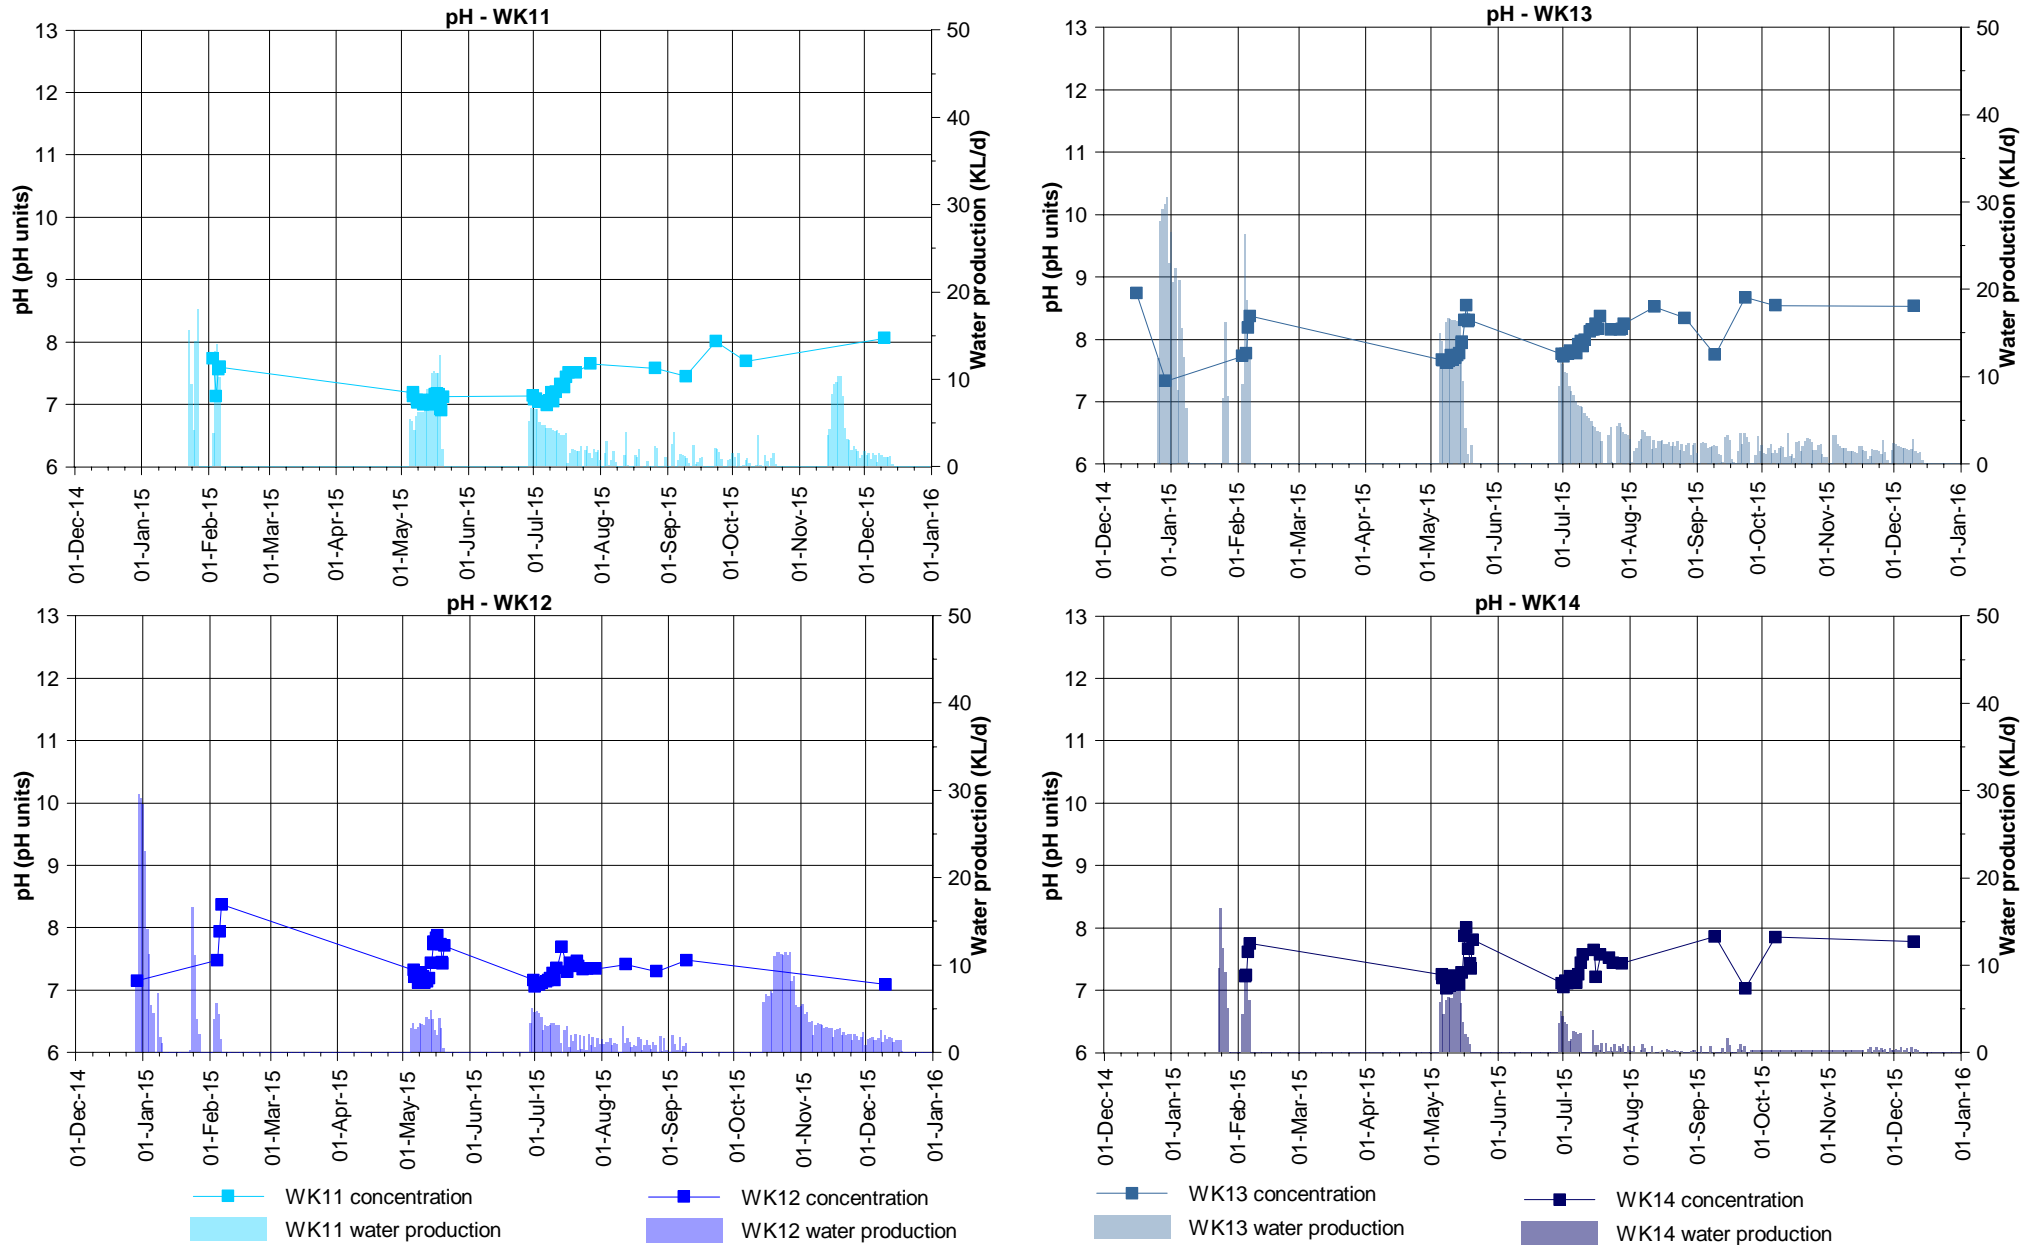 pH - WK11
13
12
11
10
9
8
7
6
50
40
30
20
10
0
pH (pH units)
Water production (KL/d)
01-Dec-14
01-Jan-15
01-Feb-15
01-Mar-15
01-Apr-15
01-May-15
01-Jun-15
01-Jul-15
01-Aug-15
01-Sep-15
01-Oct-15
01-Nov-15
01-Dec-15
01-Jan-16
pH - WK13
13
12
11
10
9
8
7
6
50
40
30
20
10
0
pH (pH units)
Water production (KL/d)
01-Dec-14
01-Jan-15
01-Feb-15
01-Mar-15
01-Apr-15
01-May-15
01-Jun-15
01-Jul-15
01-Aug-15
01-Sep-15
01-Oct-15
01-Nov-15
01-Dec-15
01-Jan-16
pH - WK12
13
12
11
10
9
8
7
6
50
40
30
20
10
0
pH (pH units)
Water production (KL/d)
01-Dec-14
01-Jan-15
01-Feb-15
01-Mar-15
01-Apr-15
01-May-15
01-Jun-15
01-Jul-15
01-Aug-15
01-Sep-15
01-Oct-15
01-Nov-15
01-Dec-15
01-Jan-16
pH - WK14
13
12
11
10
9
8
7
6
50
40
30
20
10
0
pH (pH units)
Water production (KL/d)
01-Dec-14
01-Jan-15
01-Feb-15
01-Mar-15
01-Apr-15
01-May-15
01-Jun-15
01-Jul-15
01-Aug-15
01-Sep-15
01-Oct-15
01-Nov-15
01-Dec-15
01-Jan-16
WK11 concentration
WK11 water production
WK12 concentration
WK12 water production
WK13 concentration
WK13 water production
WK14 concentration
WK14 water production